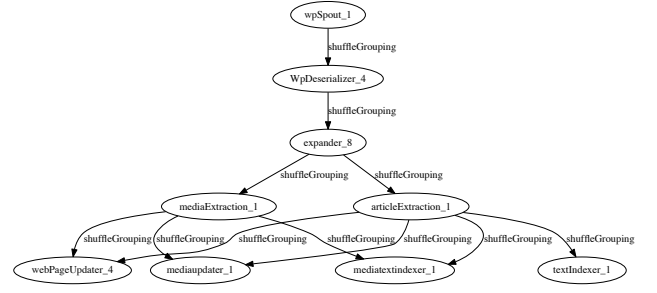 wpSpout_1
shuffleGrouping
WpDeserializer_4
shuffleGrouping
expander_8
shuffleGrouping shuffleGrouping
mediaExtraction_1 articleExtraction_1
shuffleGrouping shuffleGrouping shuffleGrouping shuffleGrouping shuffleGrouping shuffleGrouping shuffleGrouping
webPageUpdater_4 mediaupdater_1 mediatextindexer_1 textIndexer_1